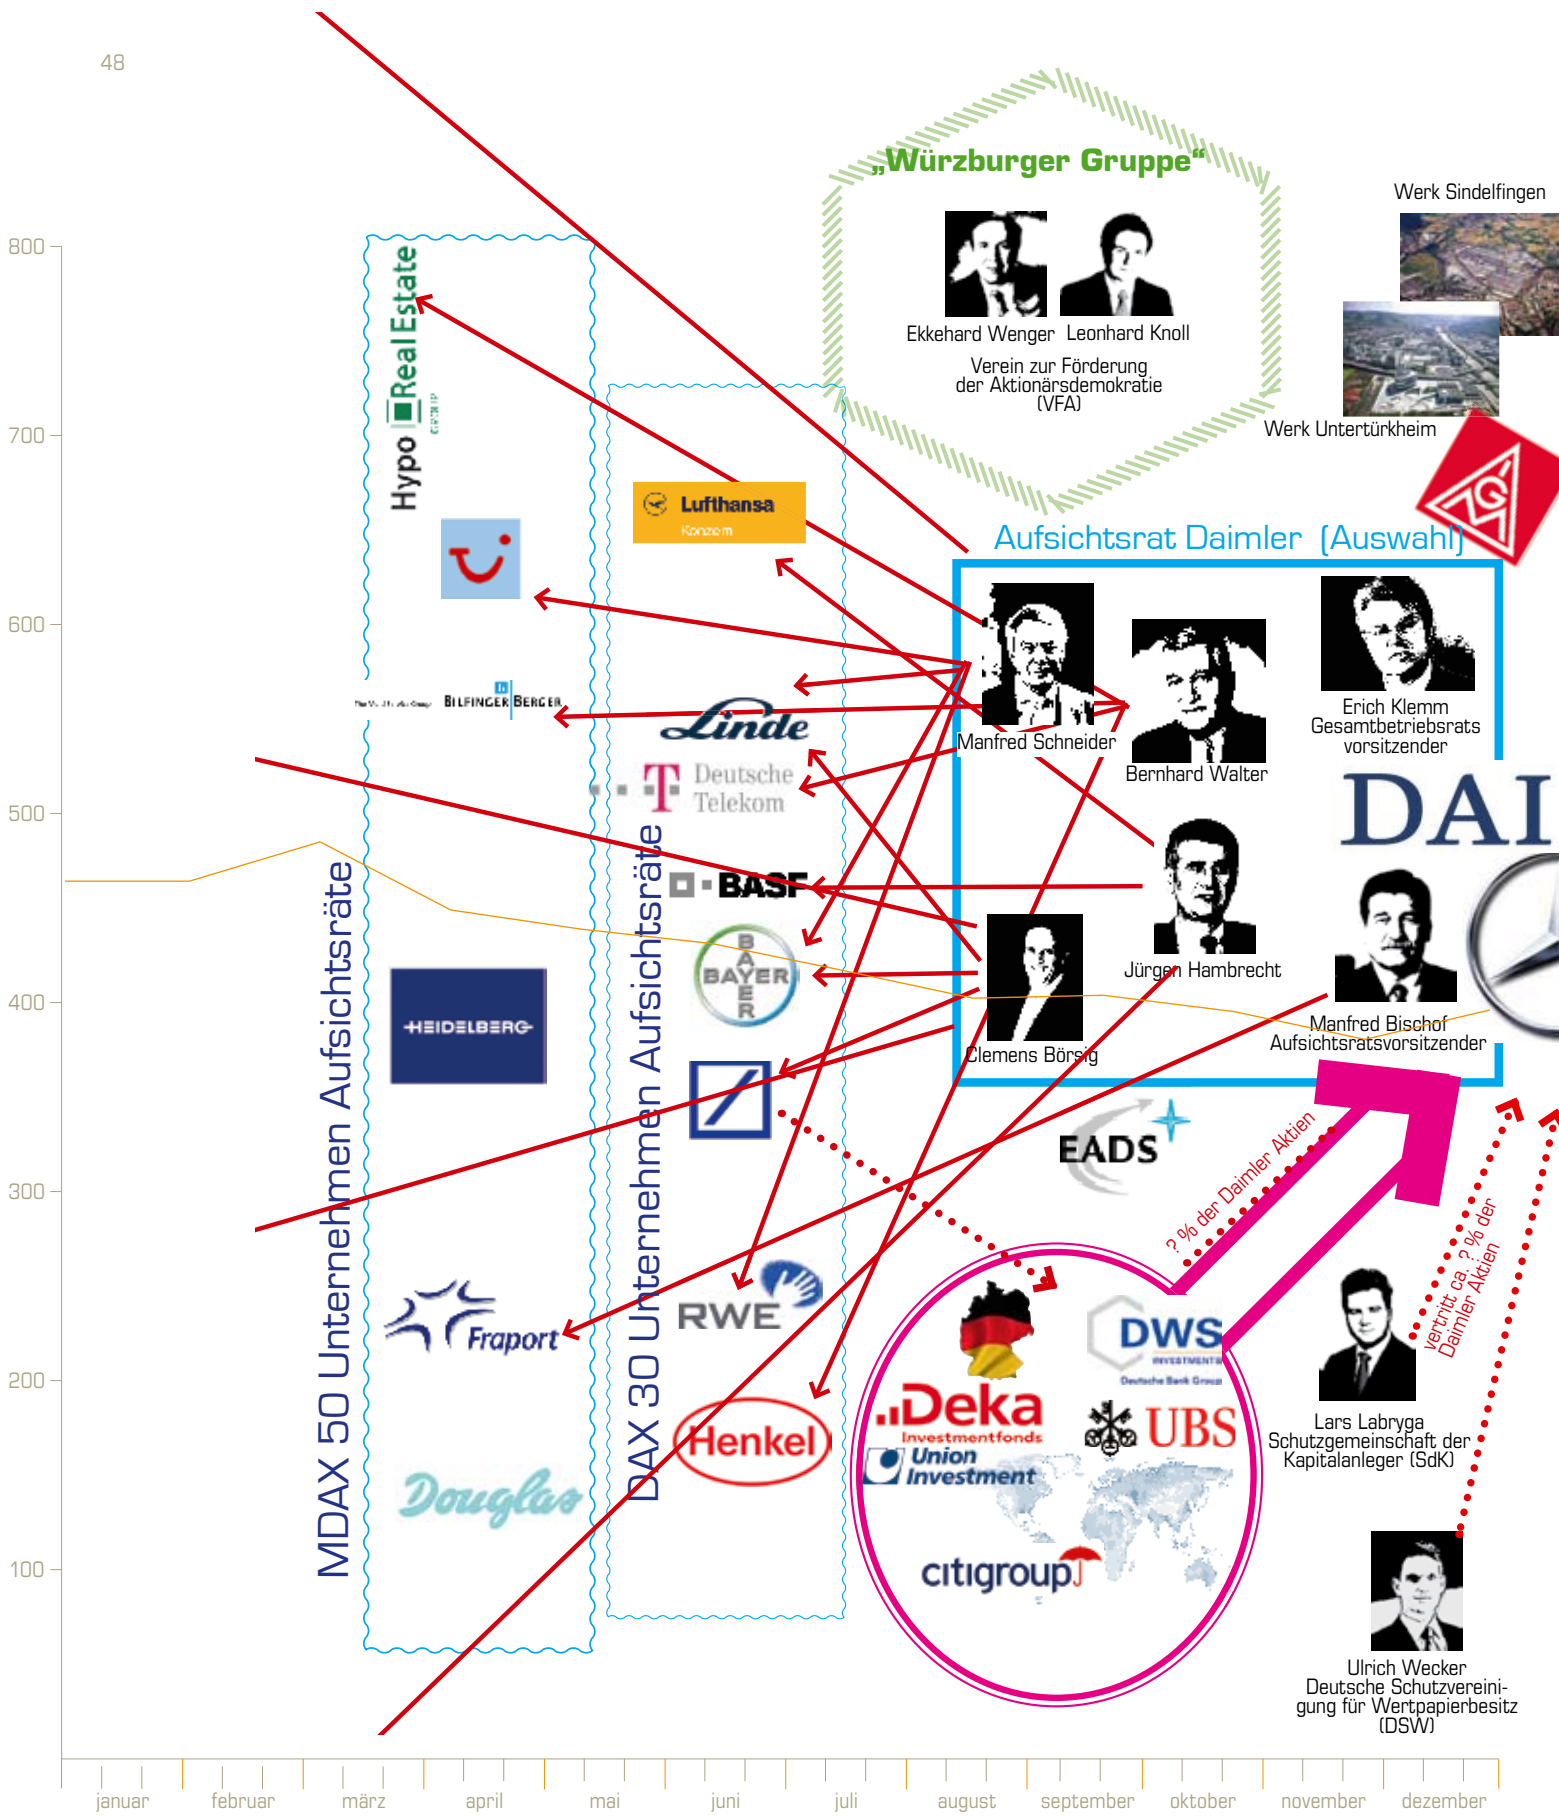 48
„Würzburger Gruppe“
Ekkehard Wenger
Leonhard Knoll
Verein zur Förderung
der Aktionärsdemokratie
(VFA)
Werk Sindelfingen
Werk Untertürkheim
IGM
Aufsichtsrat Daimler (Auswahl)
Manfred Schneider
Bernhard Walter
Erich Klemm
Gesamtbetriebsrats
vorsitzender
DAI
Clemens Börsig
Jürgen Hambrecht
Manfred Bischof
Aufsichtsratsvorsitzender
MDAX 50 Unternehmen Aufsichtsräte
Hypo Real Estate
GROUP
BILFINGER BERGER
HEIDELBERG
Fraport
Douglas
DAX 30 Unternehmen Aufsichtsräte
Lufthansa
Konzern
Linde
T Deutsche
Telekom
BASF
BAYER
BAYER
RWE
Henkel
EADS
? % der Daimler Aktien
vertritt ca. ? % der
Daimler Aktien
DWS
INVESTMENTS
Deutsche Bank Group
Deka
Investmentfonds
UBS
Union
Investment
citigroup
Lars Labryga
Schutzgemeinschaft der
Kapitalanleger (SdK)
Ulrich Wecker
Deutsche Schutzvereini-
gung für Wertpapierbesitz
(DSW)
800
700
600
500
400
300
200
100
januar februar märz april mai juni juli august september oktober november dezember